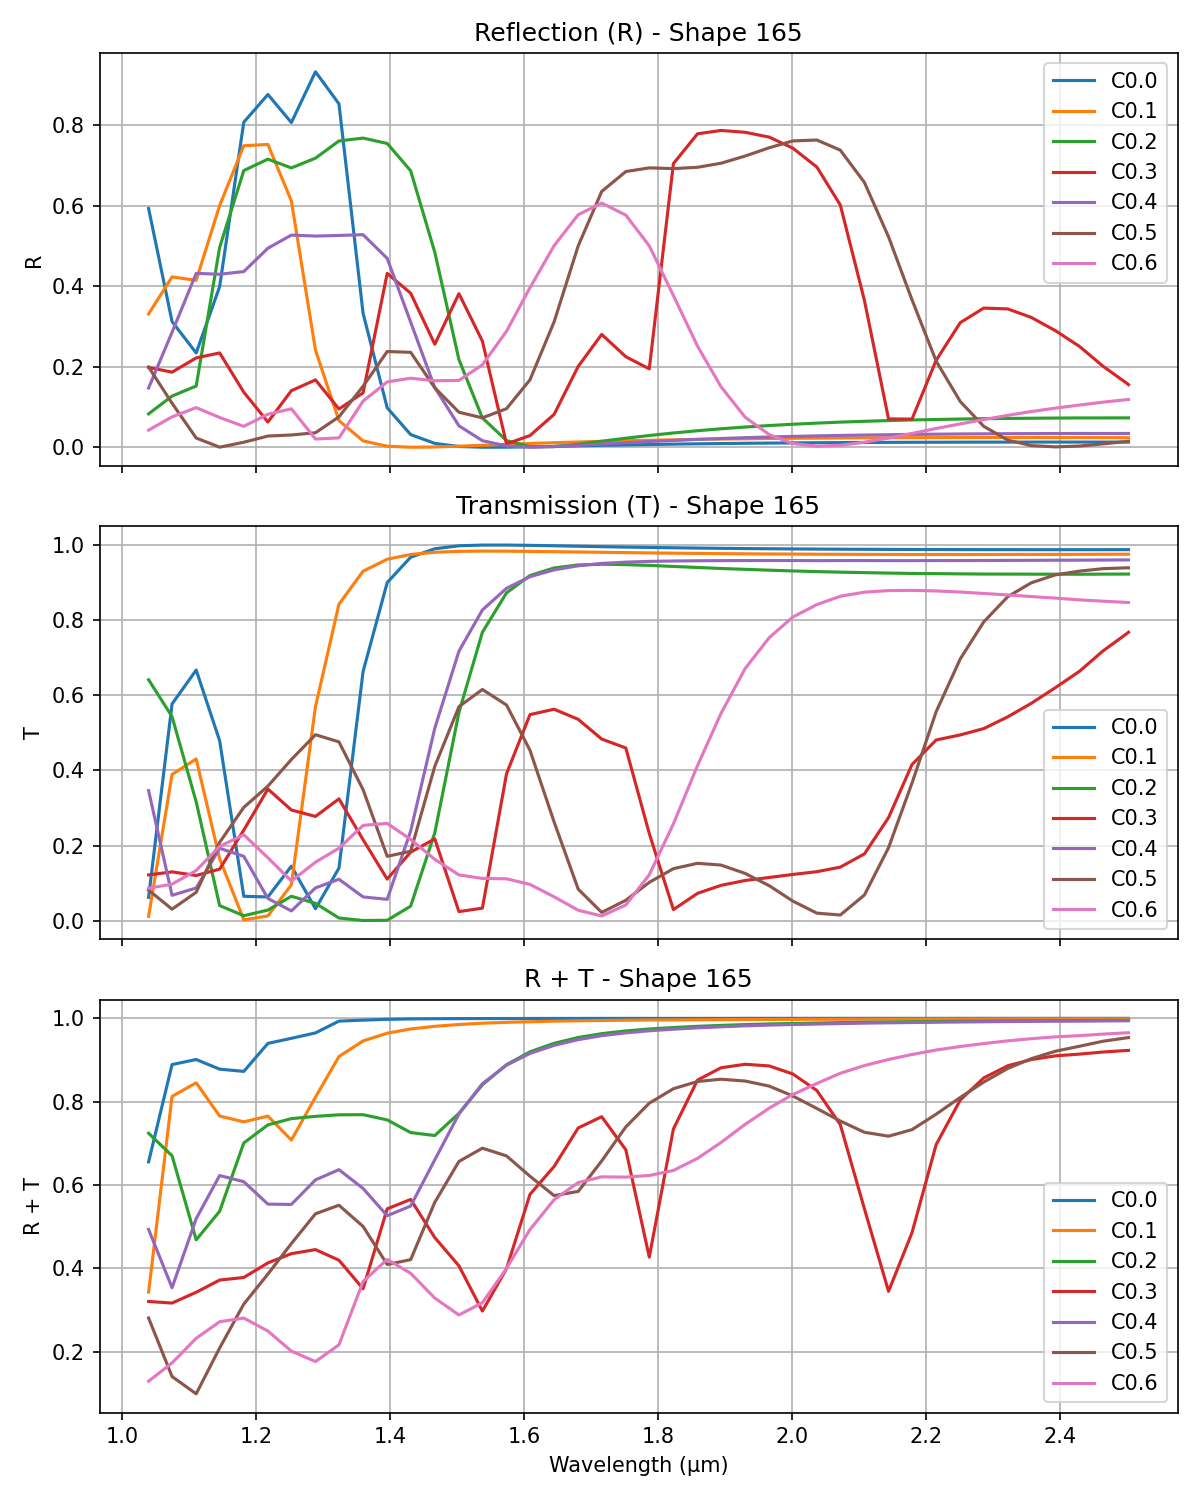 Reflection (R) - Shape 165
R
0.8
0.6
0.4
0.2
0.0
C0.0
C0.1
C0.2
C0.3
C0.4
C0.5
C0.6
Transmission (T) - Shape 165
T
1.0
0.8
0.6
0.4
0.2
0.0
C0.0
C0.1
C0.2
C0.3
C0.4
C0.5
C0.6
R + T - Shape 165
R + T
1.0
0.8
0.6
0.4
0.2
C0.0
C0.1
C0.2
C0.3
C0.4
C0.5
C0.6
1.0 1.2 1.4 1.6 1.8 2.0 2.2 2.4
Wavelength (μm)